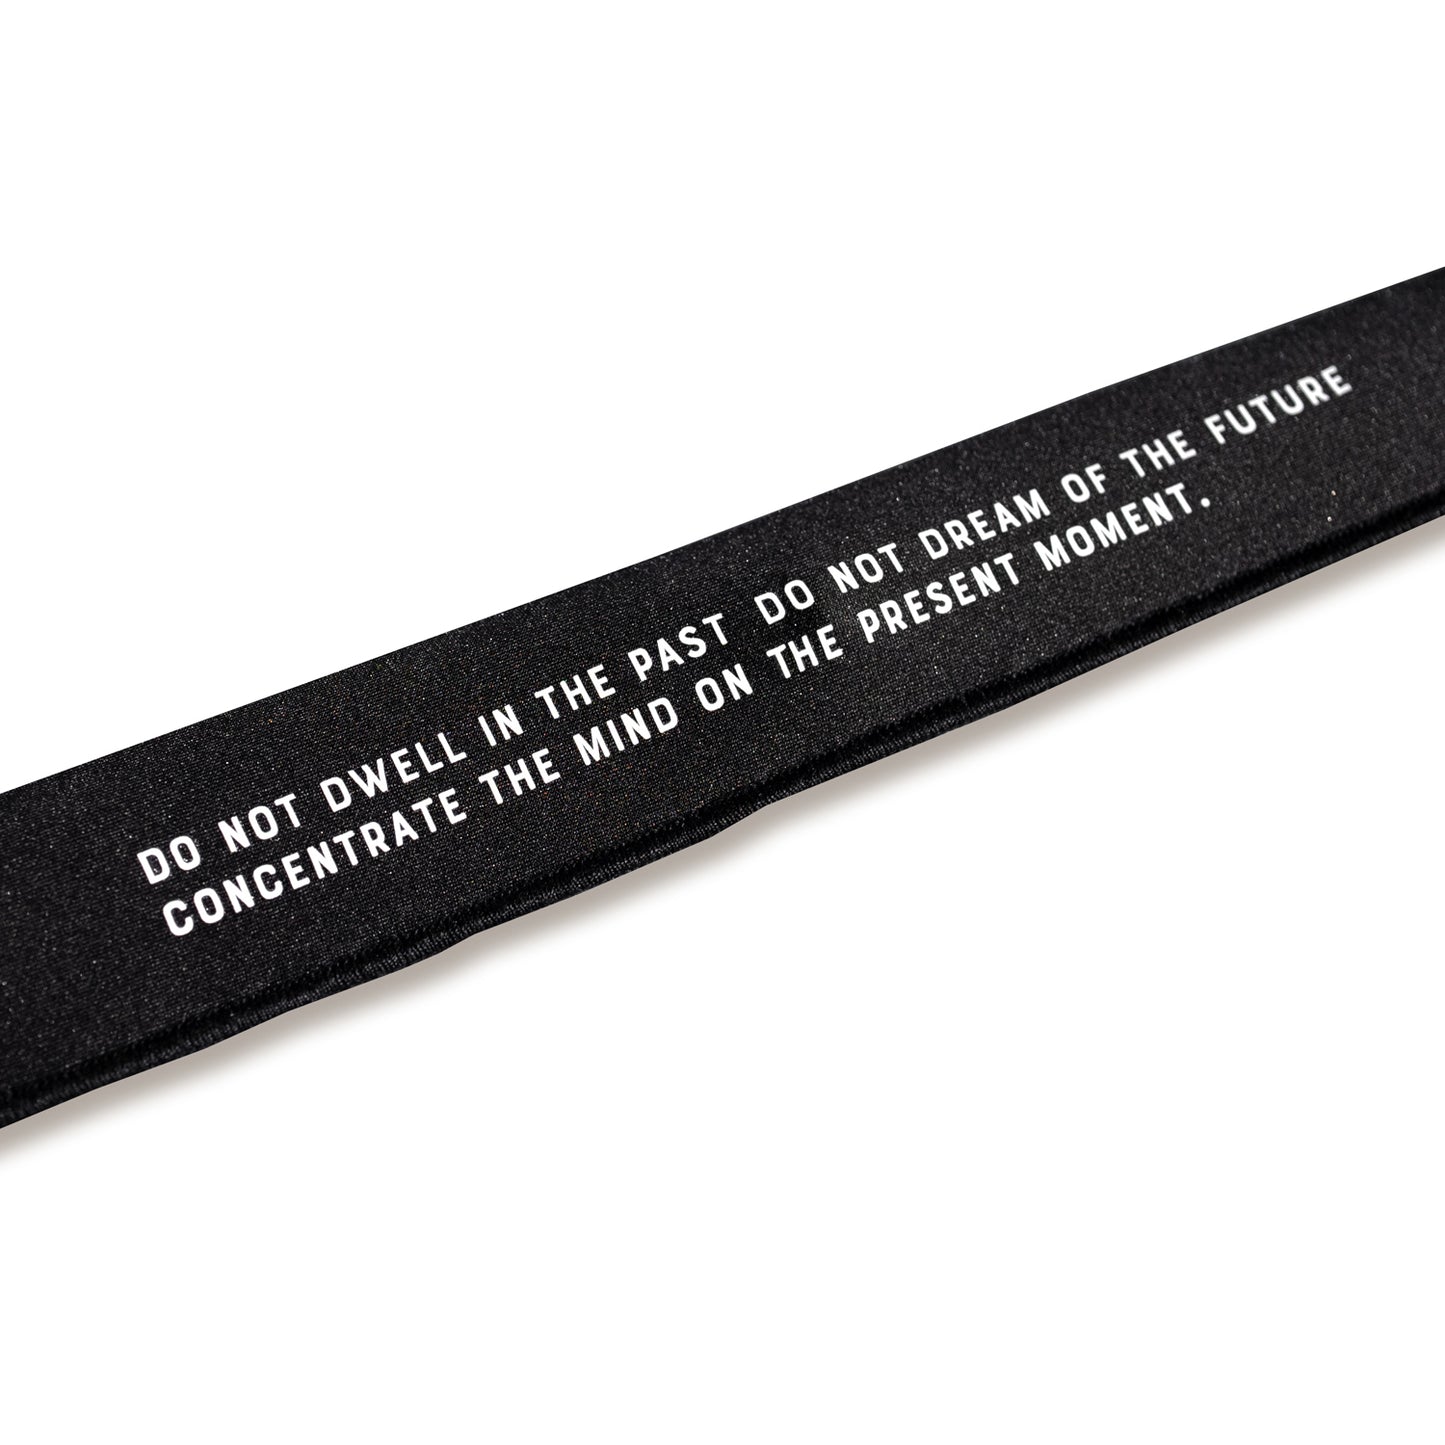 DO NOT DWELL IN THE PAST DO NOT DREAM OF THE FUTURE
CONCENTRATE THE MIND ON THE PRESENT MOMENT.